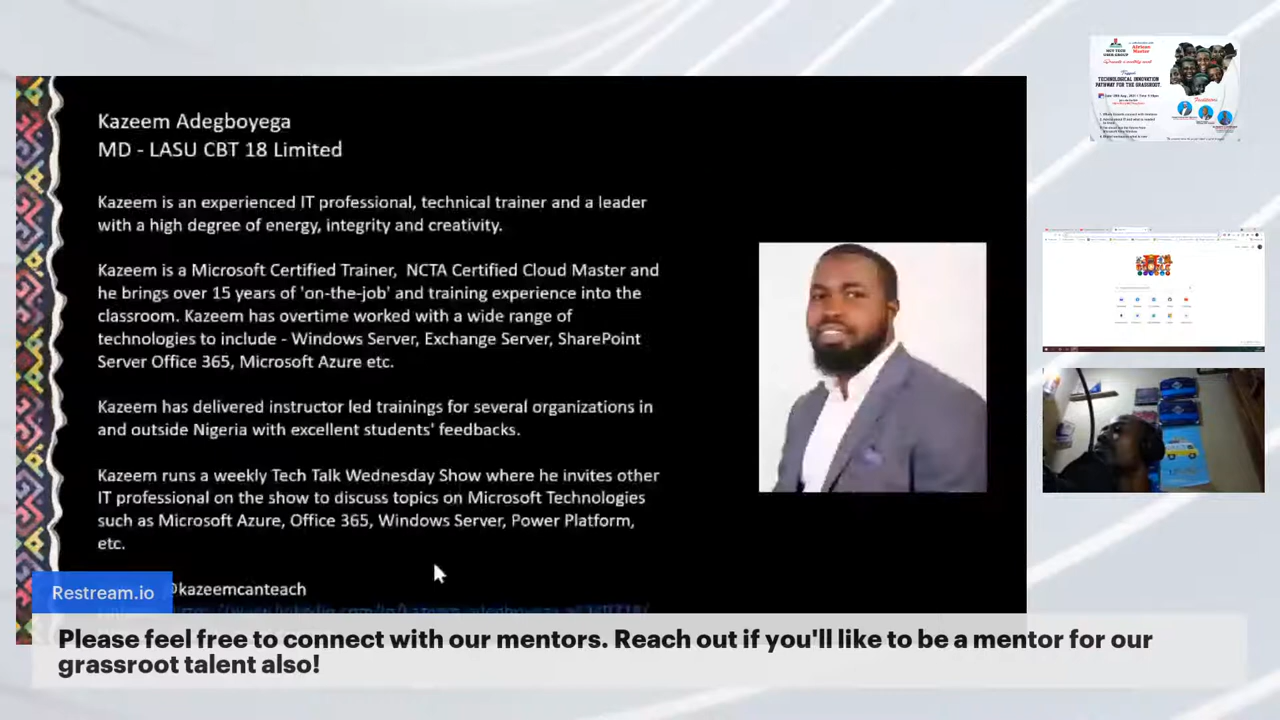 Kazeem Adegboyega
MD - LASU CBT 18 Limited
Kazeem is an experienced IT professional, technical trainer and a leader
with a high degree of energy, integrity and creativity.
Kazeem is a Microsoft Certified Trainer, NCTA Certified Cloud Master and
he brings over 15 years of 'on-the-job' and training experience into the
classroom. Kazeem has overtime worked with a wide range of
technologies to include - Windows Server, Exchange Server, SharePoint
Server Office 365, Microsoft Azure etc.
Kazeem has delivered instructor led trainings for several organizations in
and outside Nigeria with excellent students' feedbacks.
Kazeem runs a weekly Tech Talk Wednesday Show where he invites other
IT professional on the show to discuss topics on Microsoft Technologies
such as Microsoft Azure, Office 365, Windows Server, Power Platform,
etc.
@kazeemcanteach
Restream.io
Please feel free to connect with our mentors. Reach out if you'll like to be a mentor for our
grassroot talent also!
TECHNOLOGICAL INNOVATION
PATHWAY FOR THE GRASSROOT.